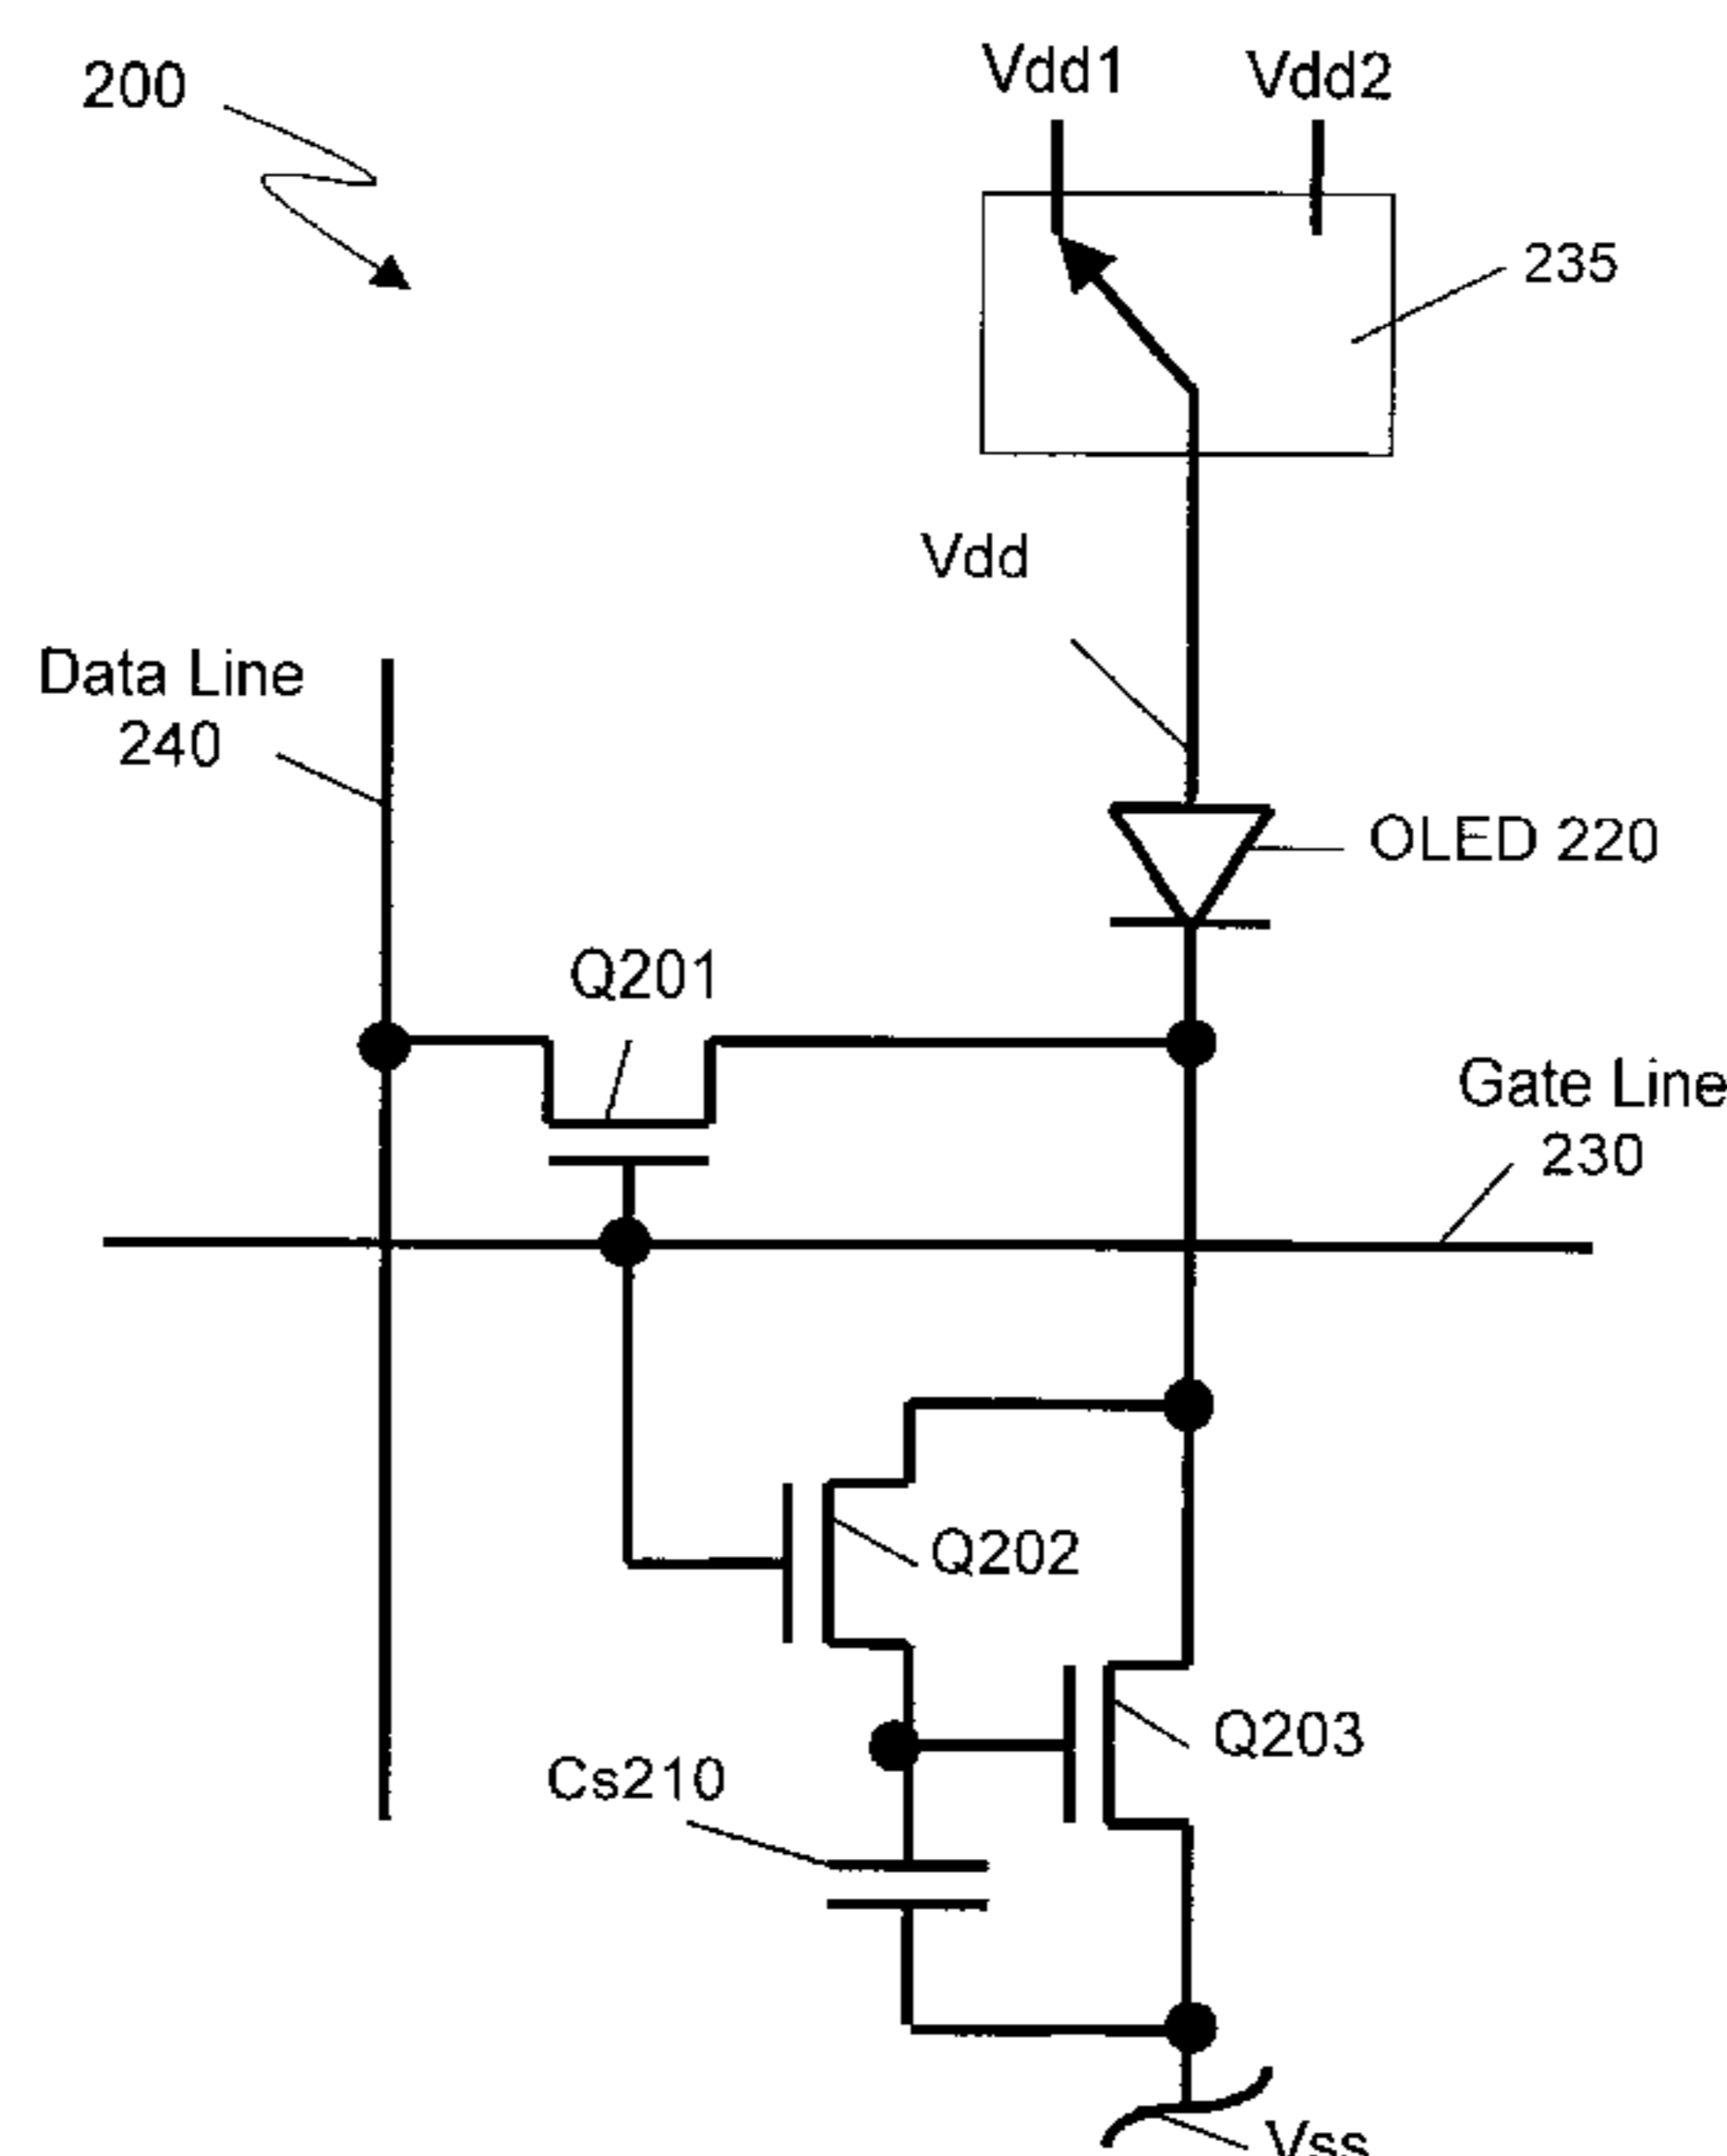 200
Vdd1
Vdd2
235
Vdd
Data Line
240
OLED 220
Q201
Gate Line
230
Q202
Q203
Cs210
Vss